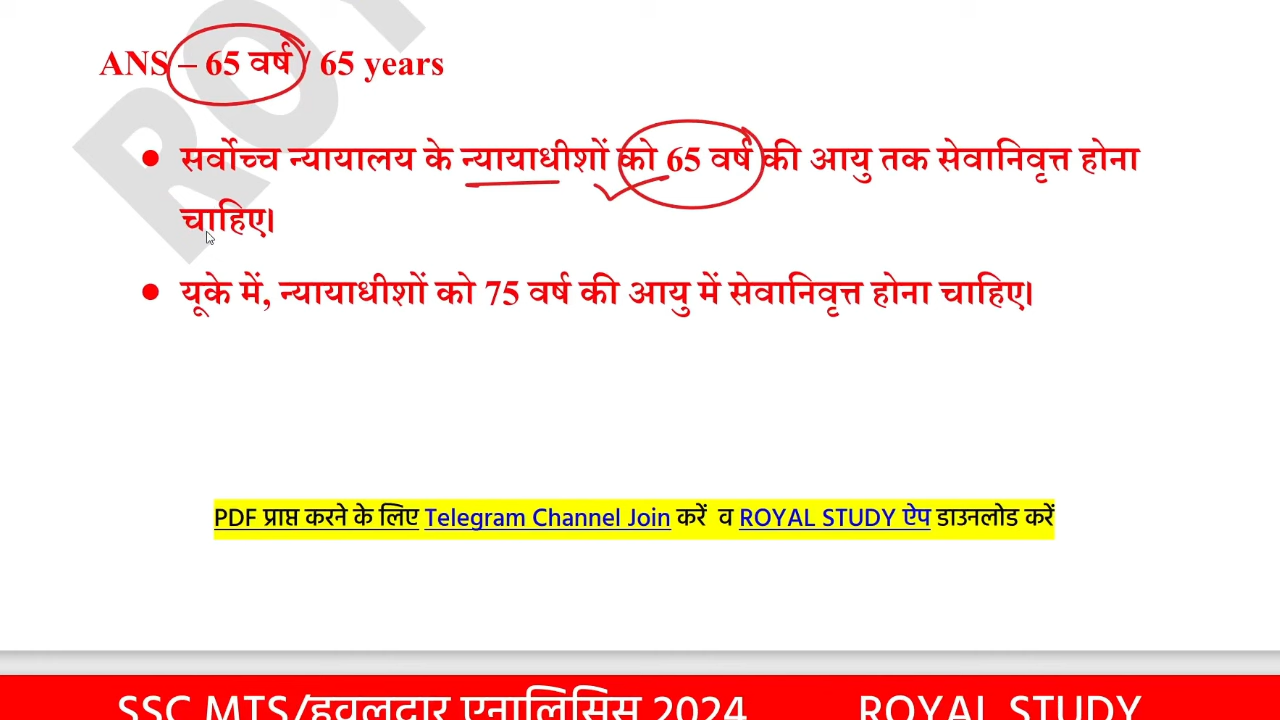 ANS – 65 वर्ष / 65 years
• सर्वोच्च न्यायालय के न्यायाधीशों को 65 वर्ष की आयु तक सेवानिवृत्त होना
चाहिए।
• यूके में, न्यायाधीशों को 75 वर्ष की आयु में सेवानिवृत्त होना चाहिए।
PDF प्राप्त करने के लिए Telegram Channel Join करें व ROYAL STUDY ऐप डाउनलोड करें
SSC MTS/हवलदार एनालिसिस 2024 ROYAL STUDY